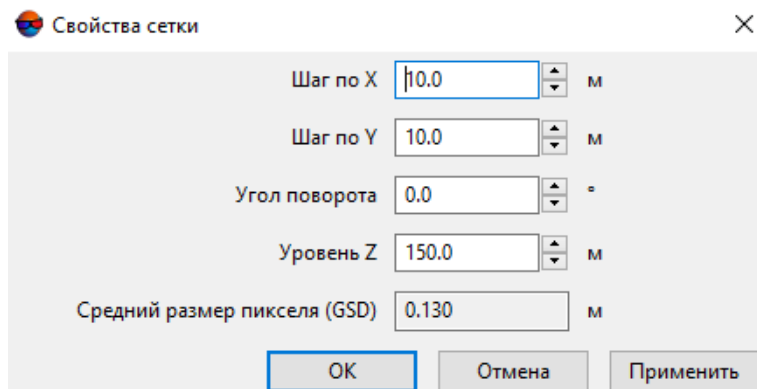 Свойства сетки
Шаг по X 10.0 м
Шаг по Y 10.0 м
Угол поворота 0.0 °
Уровень Z 150.0 м
Средний размер пикселя (GSD) 0.130 м
OK Отмена Применить